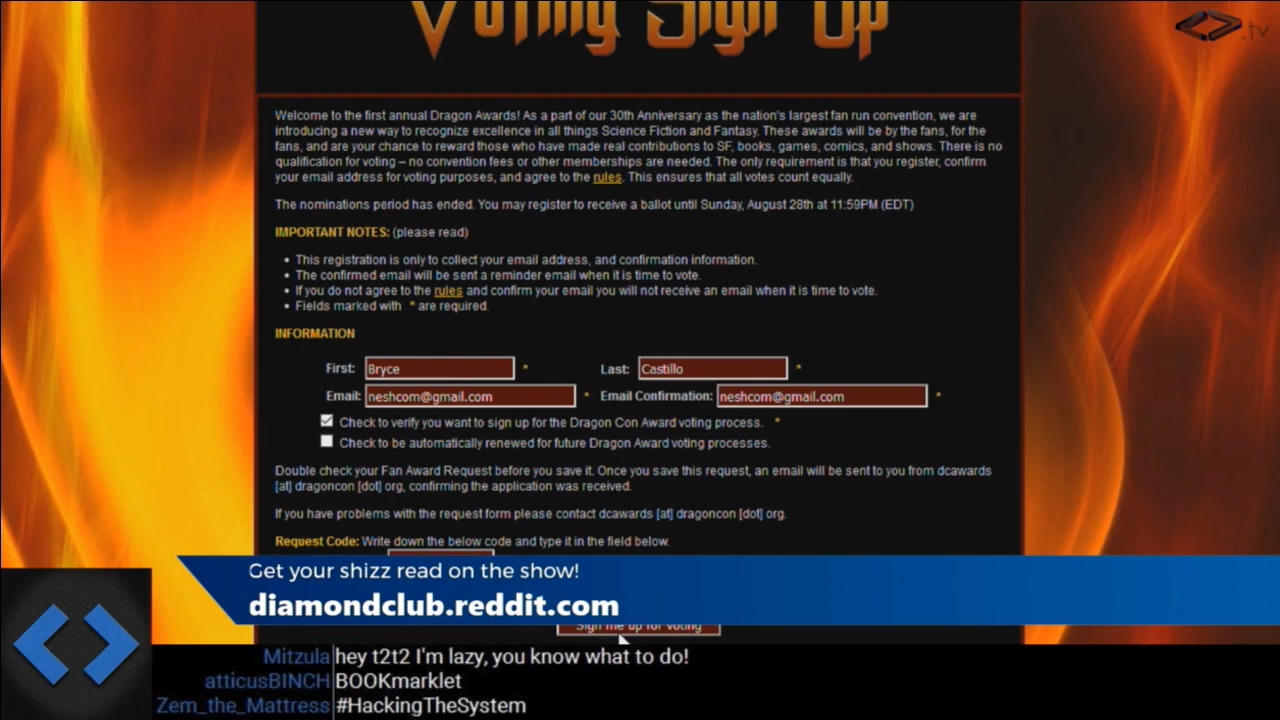 Voting Sign Up
.tv
Welcome to the first annual Dragon Awards! As a part of our 30th Anniversary as the nation's largest fan run convention, we are
introducing a new way to recognize excellence in all things Science Fiction and Fantasy. These awards will be by the fans, for the
fans, and are your chance to reward those who have made real contributions to SF, books, games, comics, and shows. There is no
qualification for voting – no convention fees or other memberships are needed. The only requirement is that you register, confirm
your email address for voting purposes, and agree to the rules. This ensures that all votes count equally.
The nominations period has ended. You may register to receive a ballot until Sunday, August 28th at 11:59PM (EDT)
IMPORTANT NOTES: (please read)
• This registration is only to collect your email address, and confirmation information.
• The confirmed email will be sent a reminder email when it is time to vote.
• If you do not agree to the rules and confirm your email you will not receive an email when it is time to vote.
• Fields marked with * are required.
INFORMATION
First: Bryce * Last: Castillo *
Email: neshcom@gmail.com * Email Confirmation: neshcom@gmail.com *
Check to verify you want to sign up for the Dragon Con Award voting process. *
Check to be automatically renewed for future Dragon Award voting processes.
Double check your Fan Award Request before you save it. Once you save this request, an email will be sent to you from dcawards
[at] dragoncon [dot] org, confirming the application was received.
If you have problems with the request form please contact dcawards [at] dragoncon [dot] org.
Request Code: Write down the below code and type it in the field below.
Get your shizz read on the show!
diamondclub.reddit.com
Sign me up for voting
Mitzula hey t2t2 I'm lazy, you know what to do!
atticusBINCH BOOKmarklet
Zem_the_Mattress #HackingTheSystem